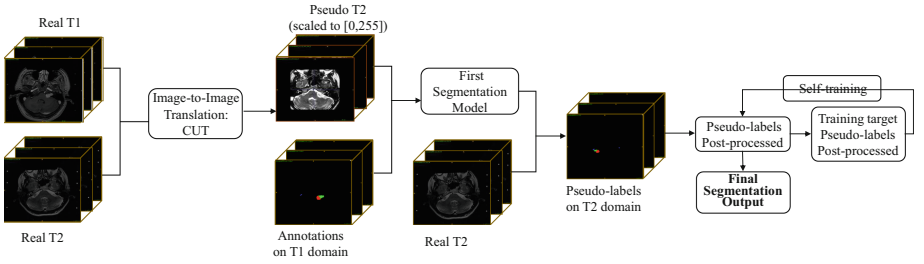 Real T1
Real T2
Image-to-Image
Translation:
CUT
Pseudo T2
(scaled to [0,255])
Annotations
on T1 domain
First
Segmentation
Model
Real T2
Pseudo-labels
on T2 domain
Self-training
Pseudo-labels
Post-processed
Training target
Pseudo-labels
Post-processed
Final
Segmentation
Output